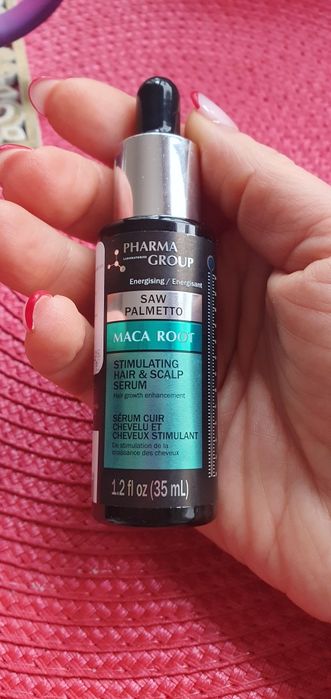 PHARMA
LABORATORIES
GROUP
Energising / Energisant
SAW
PALMETTO
MACA ROOT
STIMULATING
HAIR & SCALP
SERUM
Hair growth enhancement
SÉRUM CUIR
CHEVELU ET
CHEVEUX STIMULANT
De stimulation de la
croissance des cheveux
1.2 fl oz (35 mL)